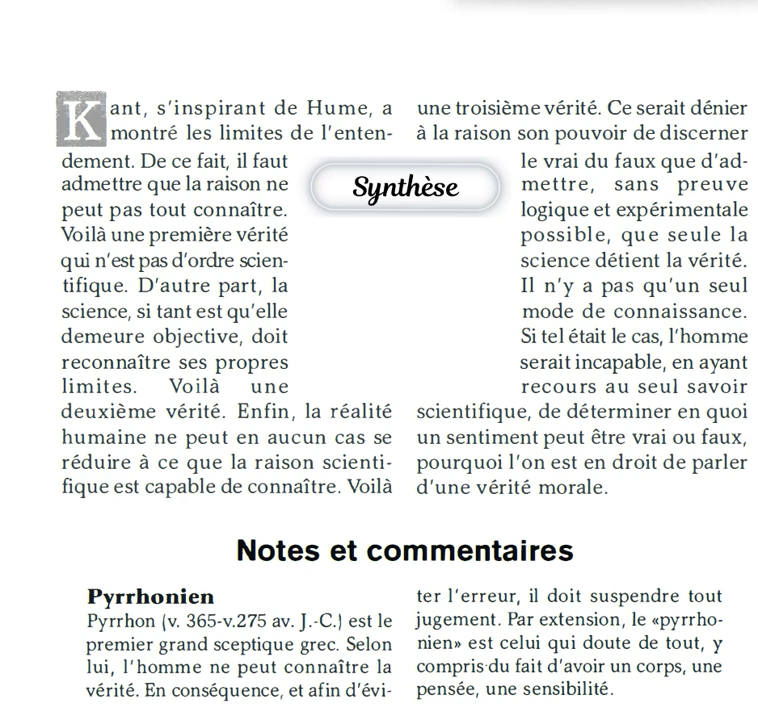 Kant, s'inspirant de Hume, a
montré les limites de l'enten-
dement. De ce fait, il faut
admettre que la raison ne
peut pas tout connaître.
Voilà une première vérité
qui n'est pas d'ordre scien-
tifique. D'autre part, la
science, si tant est qu'elle
demeure objective, doit
reconnaître ses propres
limites. Voilà une
deuxième vérité. Enfin, la réalité
humaine ne peut en aucun cas se
réduire à ce que la raison scienti-
fique est capable de connaître. Voilà
Synthèse
une troisième vérité. Ce serait dénier
à la raison son pouvoir de discerner
le vrai du faux que d'ad-
mettre, sans preuve
logique et expérimentale
possible, que seule la
science détient la vérité.
Il n'y a pas qu'un seul
mode de connaissance.
Si tel était le cas, l'homme
serait incapable, en ayant
recours au seul savoir
scientifique, de déterminer en quoi
un sentiment peut être vrai ou faux,
pourquoi l'on est en droit de parler
d'une vérité morale.
Notes et commentaires
Pyrrhonien
Pyrrhon (v. 365-v.275 av. J.-C.) est le
premier grand sceptique grec. Selon
lui, l'homme ne peut connaître la
vérité. En conséquence, et afin d'évi-
ter l'erreur, il doit suspendre tout
jugement. Par extension, le «pyrrho-
nien» est celui qui doute de tout, y
compris du fait d'avoir un corps, une
pensée, une sensibilité.